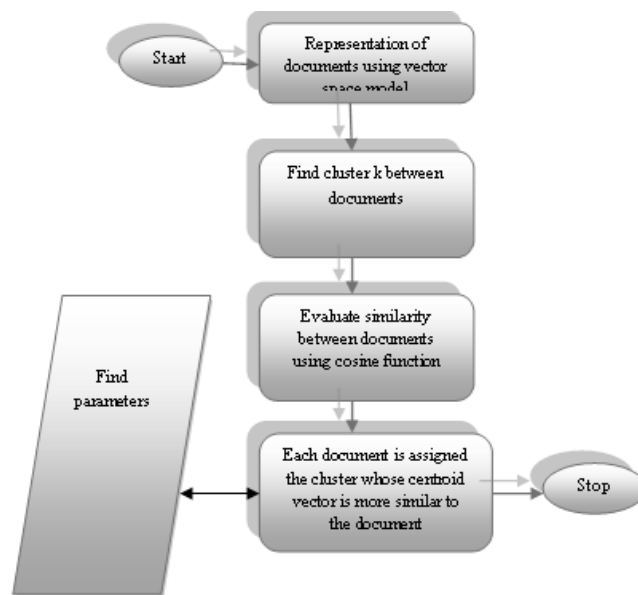 Start
Representation of
documents using vector
space model
Find cluster k between
documents
Evaluate similarity
between documents
using cosine function
Find
parameters
Each document is assigned
the cluster whose centroid
vector is more similar to
the document
Stop